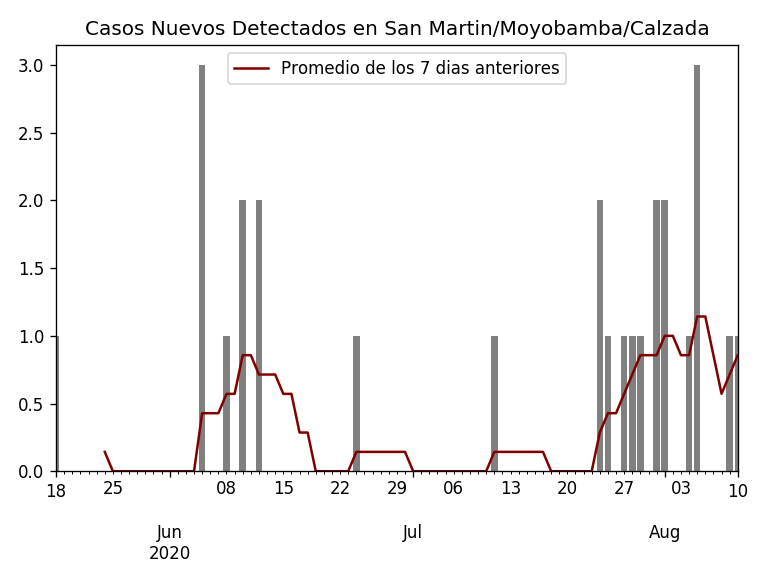 Casos Nuevos Detectados en San Martin/Moyobamba/Calzada
Promedio de los 7 dias anteriores
3.0
2.5
2.0
1.5
1.0
0.5
0.0
18 25 08 15 22 29 06 13 20 27 03 10
Jun Jul Aug
2020